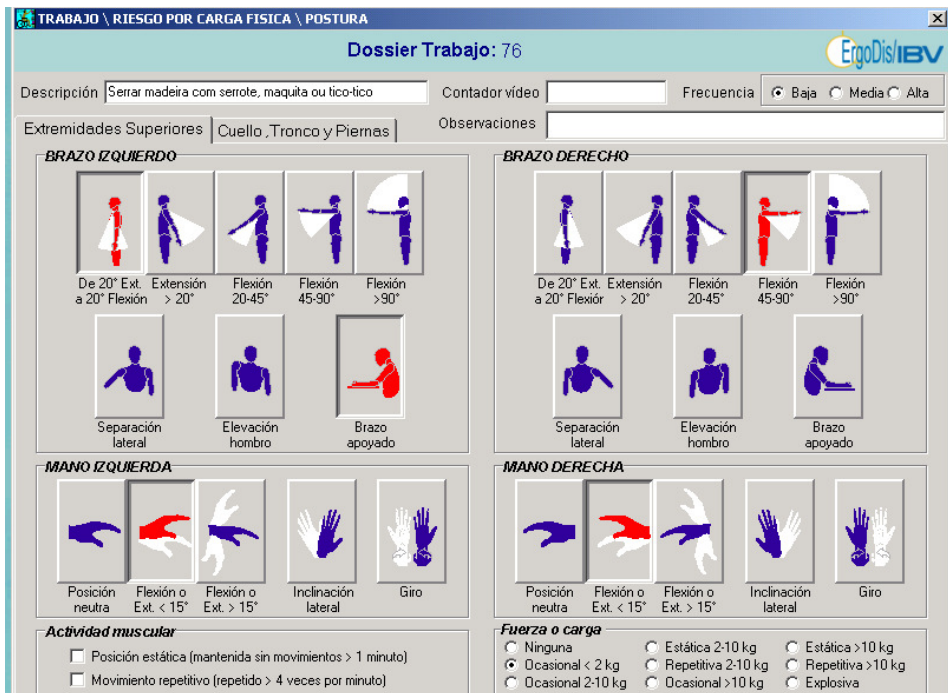 TRABAJO \ RIESGO POR CARGA FISICA \ POSTURA
Dossier Trabajo: 76
ErgoDis/IBV
Descripción Serrar madeira com serrote, maquita ou tico-tico Contador vídeo Frecuencia Baja Media Alta
Extremidades Superiores Cuello ,Tronco y Piernas Observaciones
BRAZO IZQUIERDO
De 20° Ext. a 20° Flexión
Extensión > 20°
Flexión 20-45°
Flexión 45-90°
Flexión >90°
Separación lateral
Elevación hombro
Brazo apoyado
BRAZO DERECHO
De 20° Ext. a 20° Flexiór
Extensión > 20°
Flexión 20-45°
Flexión 45-90°
Flexión >90°
Separación lateral
Elevación hombro
Brazo apoyado
MANO IZQUIERDA
Posición neutra
Flexión o Ext. < 15°
Flexión o Ext. > 15°
Inclinación lateral
Giro
MANO DERECHA
Posición neutra
Flexión o Ext. < 15°
Flexión o Ext. > 15°
Inclinación lateral
Giro
Actividad muscular
Posición estática (mantenida sin movimientos > 1 minuto)
Movimiento repetitivo (repetido > 4 veces por minuto)
Fuerza o carga
Ninguna Estática 2-10 kg Estática >10 kg
Ocasional < 2 kg Repetitiva 2-10 kg Repetitiva >10 kg
Ocasional 2-10 kg Ocasional >10 kg Explosiva